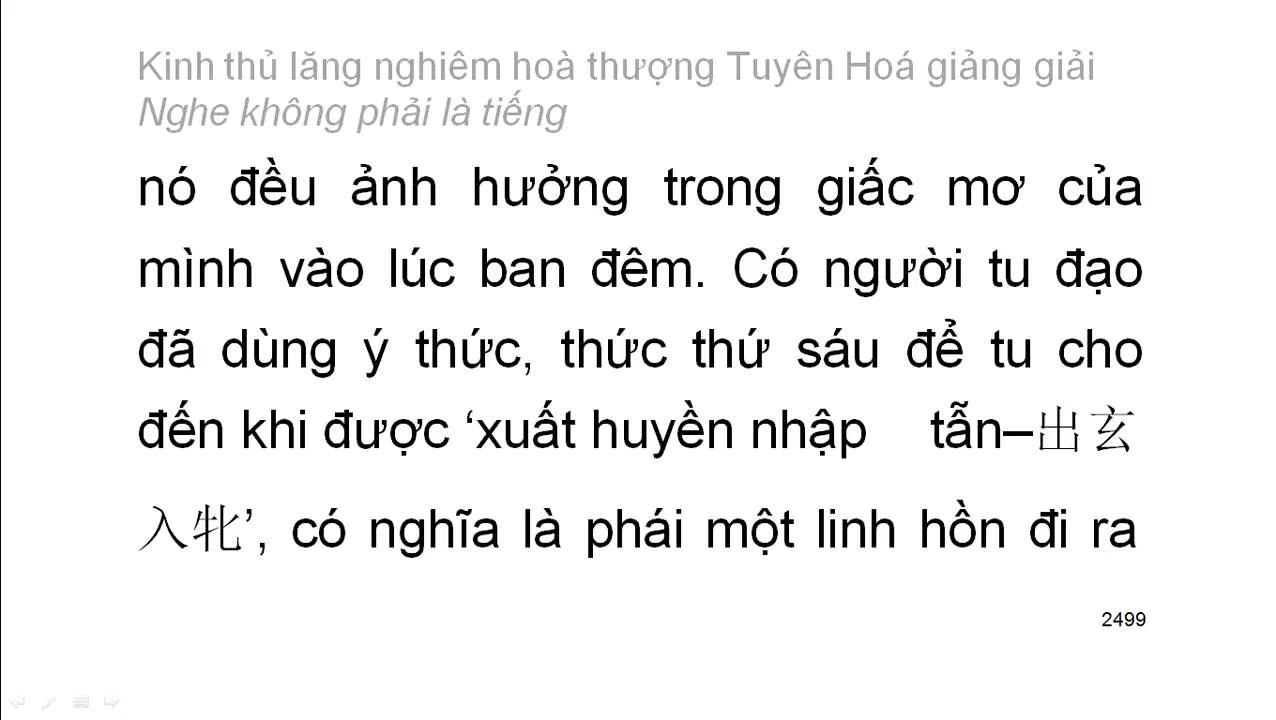 Kinh thủ lăng nghiêm hoà thượng Tuyên Hoá giảng giải
Nghe không phải là tiếng
nó đều ảnh hưởng trong giấc mơ của
mình vào lúc ban đêm. Có người tu đạo
đã dùng ý thức, thức thứ sáu để tu cho
đến khi được ‘xuất huyền nhập tẫn–出玄
入牝’, có nghĩa là phái một linh hồn đi ra
2499